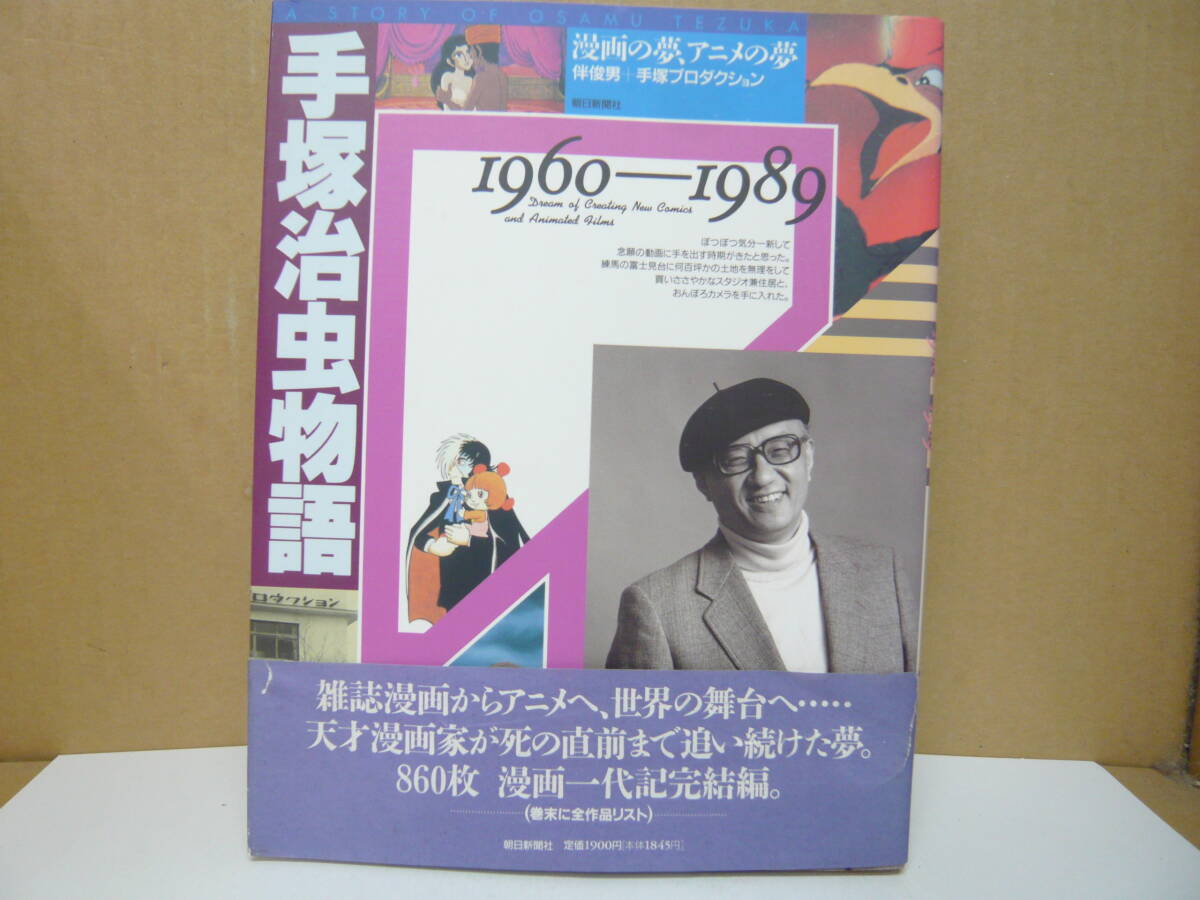 A STORY OF OSAMU TEZUKA
手塚治虫物語
漫画の夢、アニメの夢
伴俊男+手塚プロダクション
朝日新聞社
1960—1989
Dream of Creating New Comics
and Animated Films
ぼつぼつ気分一新して
念願の動画に手を出す時期がきたと思った。
練馬の富士見台に何百坪かの土地を無理をして
買いささやかなスタジオ兼住居と、
おんぼろカメラを手に入れた。
ロダクション
雑誌漫画からアニメへ、世界の舞台へ……
天才漫画家が死の直前まで追い続けた夢。
860枚 漫画一代記完結編。
(巻末に全作品リスト)
朝日新聞社 定価1900円[本体1845円]